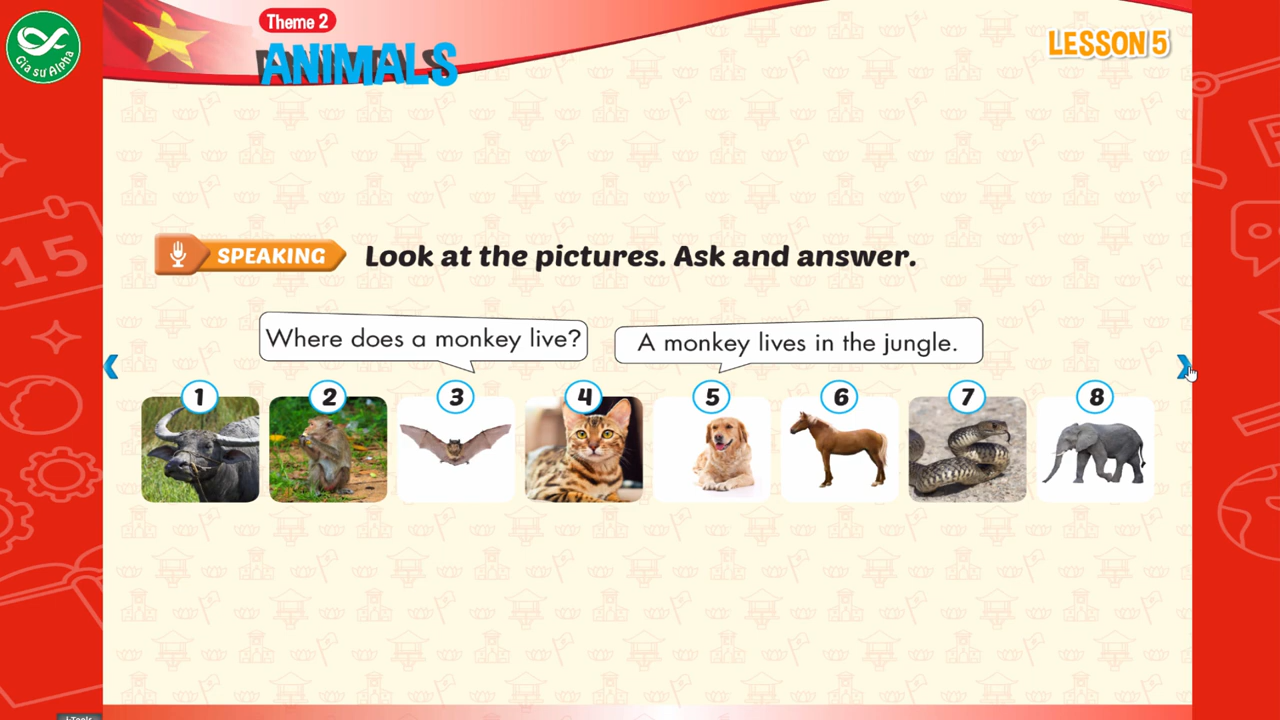 Gia sư Alpha
Theme 2
ANIMALS
LESSON 5
15
SPEAKING
Look at the pictures. Ask and answer.
Where does a monkey live?
A monkey lives in the jungle.
1 2 3 4 5 6 7 8